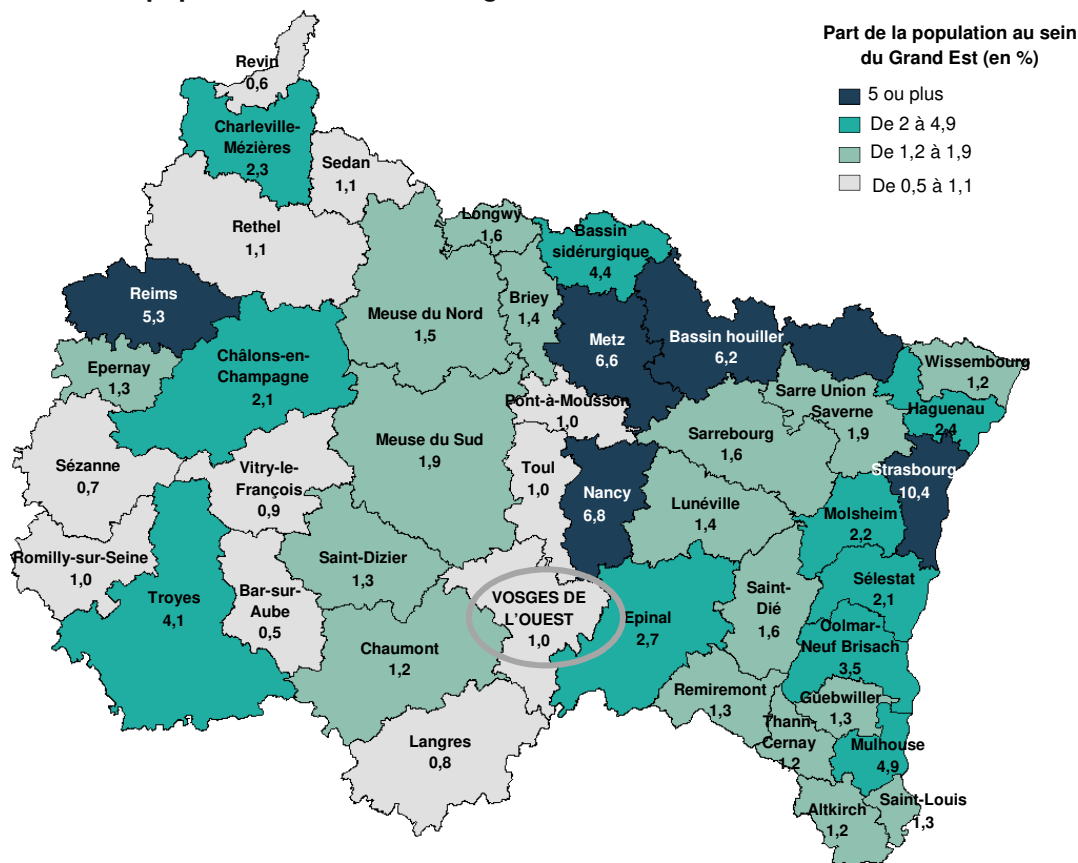 Part de la population au sein
du Grand Est (en %)
5 ou plus
De 2 à 4,9
De 1,2 à 1,9
De 0,5 à 1,1
Revin
0,6
Charleville-
Mézières
2,3
Sedan
1,1
Rethel
1,1
Longwy
1,6
Bassin
sidérurgique
4,4
Reims
5,3
Meuse du Nord
1,5
Briey
1,4
Metz
6,6
Bassin houiller
6,2
Epernay
1,3
Châlons-en-
Champagne
2,1
Wissembourg
1,2
Pont-à-Mousson
1,0
Sarre Union
Saverne
1,9
Haguenau
2,4
Meuse du Sud
1,9
Sarrebourg
1,6
Sézanne
0,7
Vitry-le-
François
0,9
Toul
1,0
Nancy
6,8
Lunéville
1,4
Strasbourg
10,4
Molsheim
2,2
Romilly-sur-Seine
1,0
Saint-Dizier
1,3
Troyes
4,1
Bar-sur-
Aube
0,5
VOSGES DE
L'OUEST
1,0
Epinal
2,7
Saint-
Dié
1,6
Sélestat
2,1
Colmar-
Neuf Brisach
3,5
Chaumont
1,2
Remiremont
1,3
Guebwiller
1,3
Thann-
Cernay
1,2
Langres
0,8
Mulhouse
4,9
Altkirch
1,2
Saint-Louis
1,3